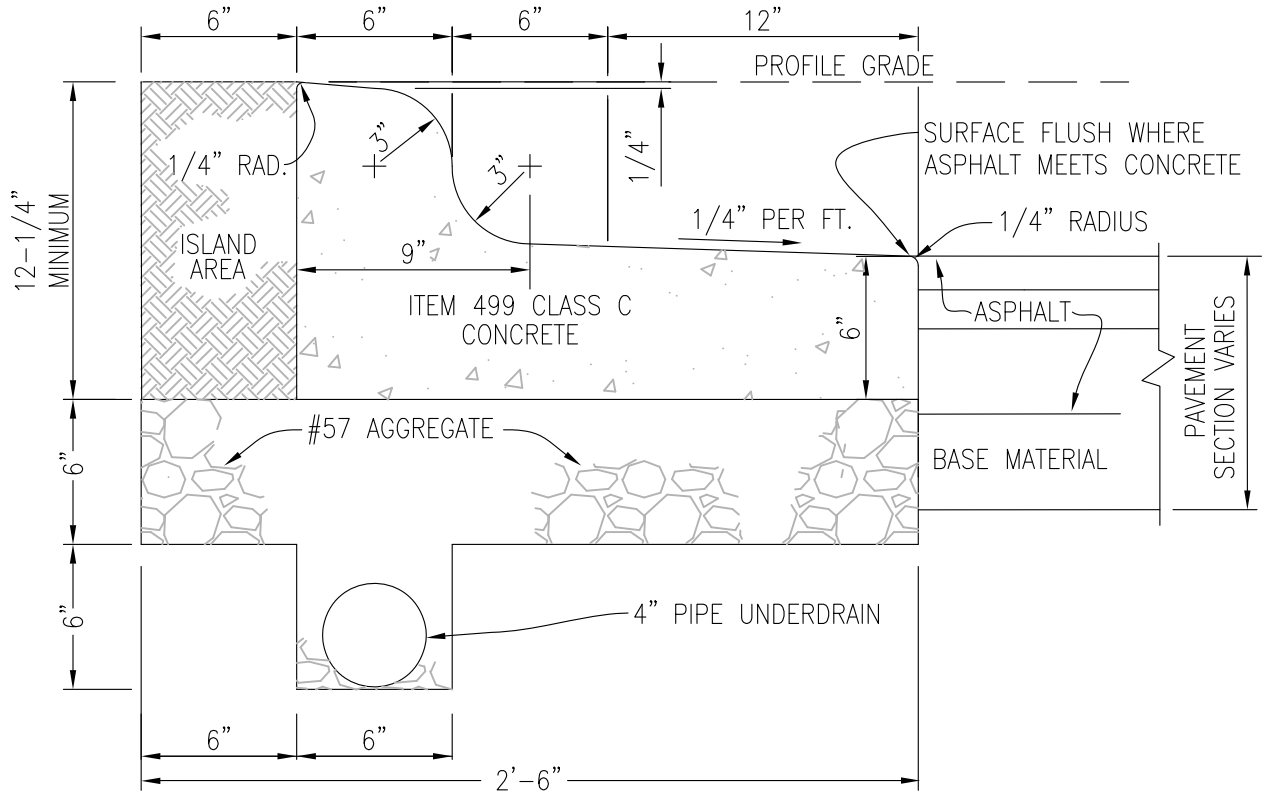 6” 6” 6” 12”
PROFILE GRADE
1/4” RAD.
3”
3”
1/4”
SURFACE FLUSH WHERE
ASPHALT MEETS CONCRETE
12-1/4”
MINIMUM
ISLAND
AREA
9”
1/4” PER FT.
1/4” RADIUS
ITEM 499 CLASS C
CONCRETE
6”
ASPHALT
PAVEMENT
SECTION VARIES
6”
#57 AGGREGATE
BASE MATERIAL
6”
4” PIPE UNDERDRAIN
6” 6”
2’-6”